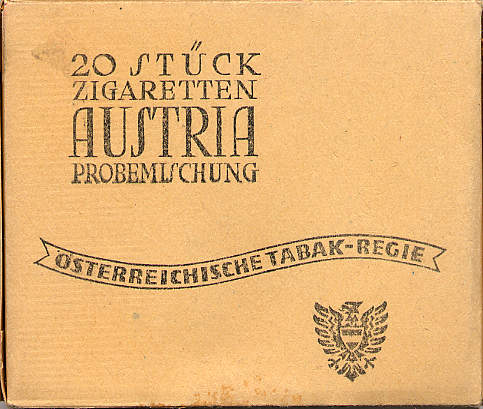 20 STÜCK
ZIGARETTEN
AUSTRIA
PROBEMISCHUNG
ÖSTERREICHISCHE TABAK-REGIE